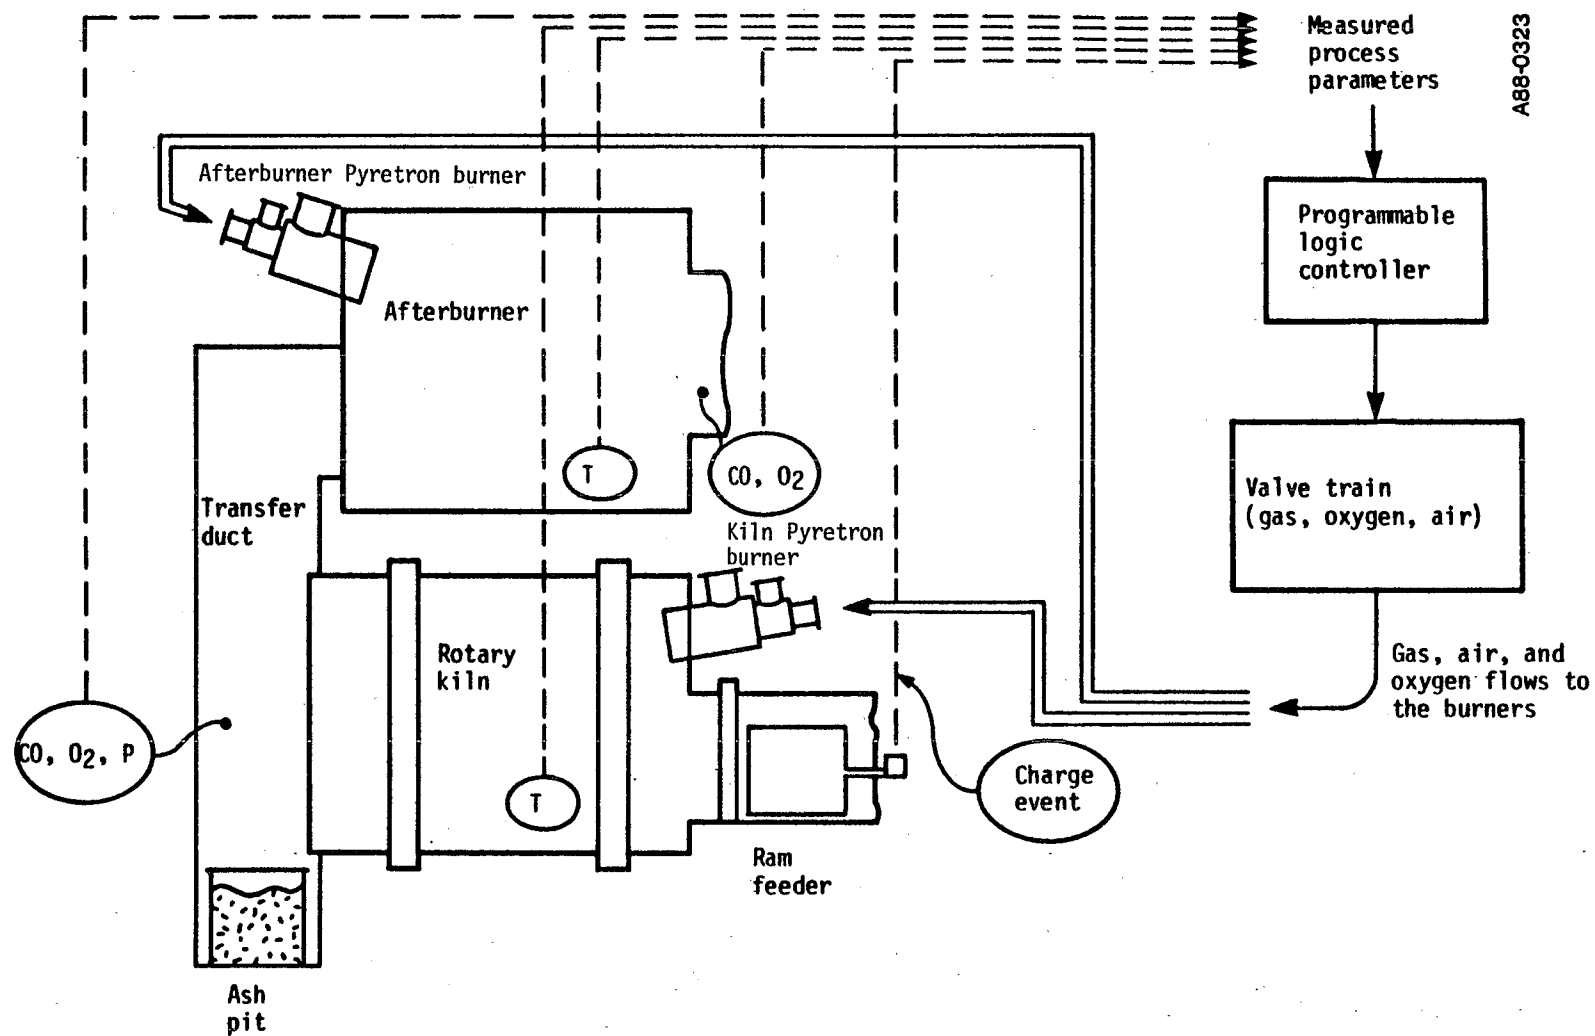 Measured
process
parameters
A88-0323
Afterburner Pyretron burner
Programmable
logic
controller
Afterburner
T
CO, O2
Valve train
(gas, oxygen, air)
Transfer
duct
Kiln Pyretron
burner
Rotary
kiln
Gas, air, and
oxygen flows to
the burners
CO, O2, P
T
Charge
event
Ram
feeder
Ash
pit